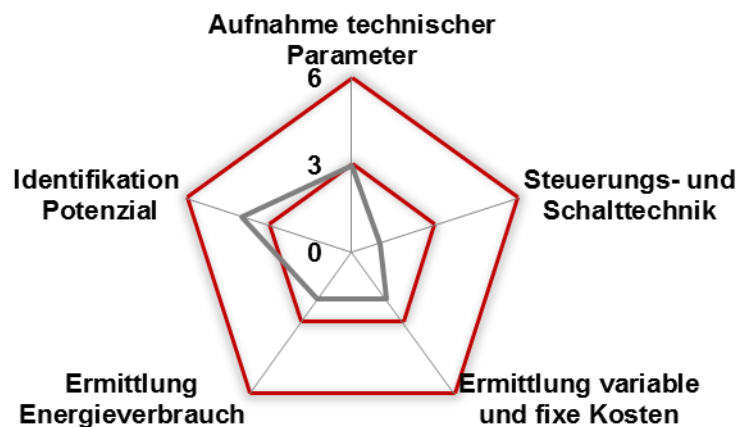 Aufnahme technischer
Parameter
6
Identifikation
Potenzial
3
Steuerungs- und
Schalttechnik
0
Ermittlung
Energieverbrauch
Ermittlung variable
und fixe Kosten